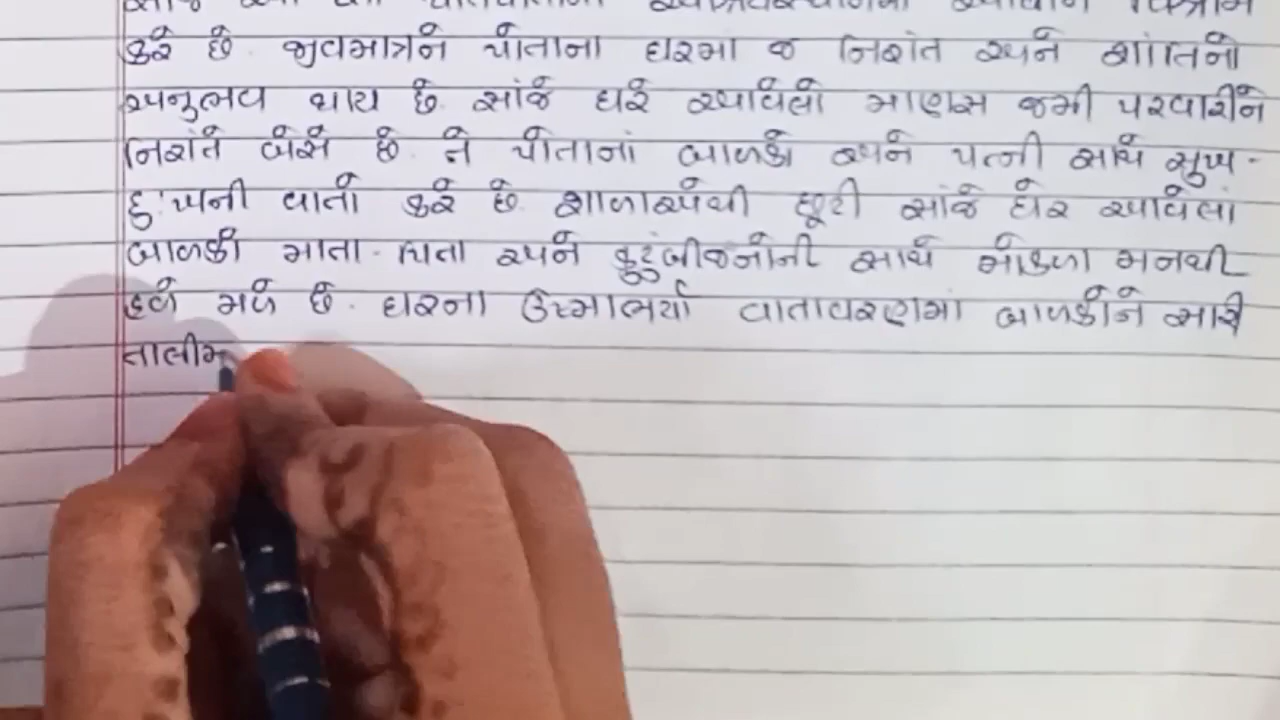 કરે છે. જીવમાત્રને પોતાના ઘરમા જ નિરાંત અને શાંતિનો
અનુભવ થાય છે. સાંજે ઘરે આવેલો માણસ જમી પરવારીને
નિરાંતે બેસે છે. ને પોતાનાં બાળકો અને પત્ની સાથે સુખ-
દુ:ખની વાતો કરે છે. શાળાએથી છૂટી સાંજે ઘેર આવેલાં
બાળકો માતા-પિતા અને કુટુંબીજનોની સાથે મોકળા મનથી
હળે મળે છે. ઘરના ઉષ્માભર્યા વાતાવરણમાં બાળકોને સારી
તાલીમ